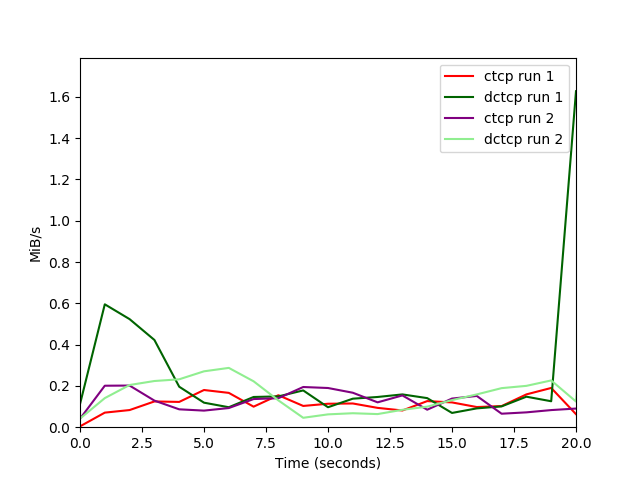 ctcp run 1
dctcp run 1
ctcp run 2
dctcp run 2
MiB/s
1.6
1.4
1.2
1.0
0.8
0.6
0.4
0.2
0.0
0.0 2.5 5.0 7.5 10.0 12.5 15.0 17.5 20.0
Time (seconds)